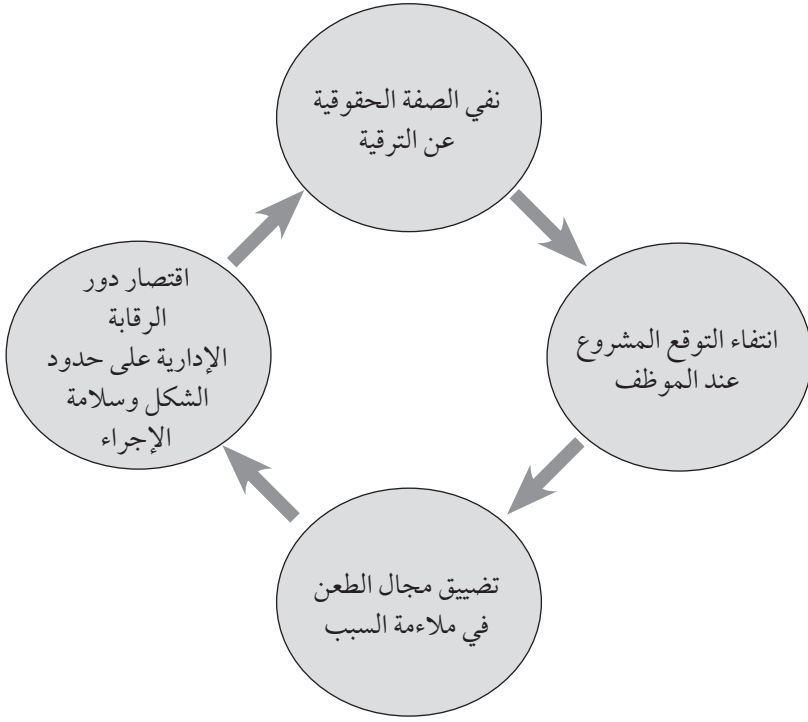 نفي الصفة الحقوقية
عن الترقية
انتفاء التوقع المشروع
عند الموظف
تضييق مجال الطعن
في ملاءمة السبب
اقتصار دور
الرقابة
الإدارية على حدود
الشكل وسلامة
الإجراء